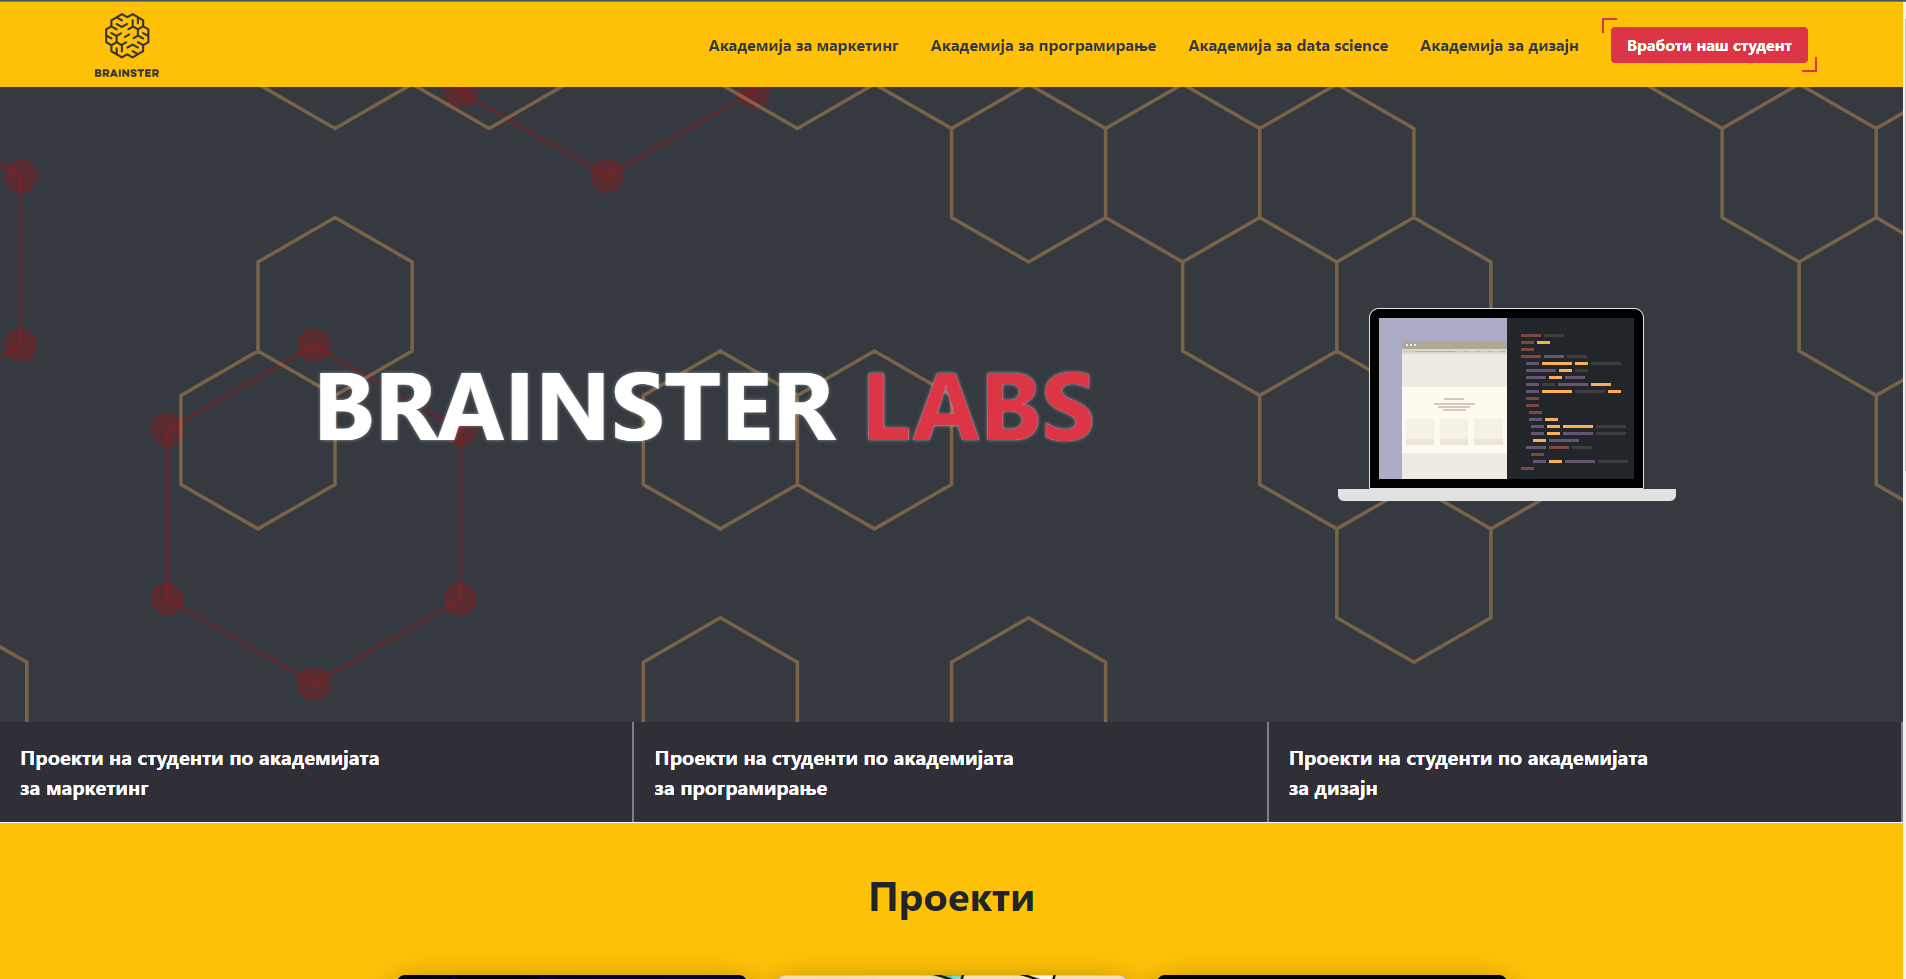 BRAINSTER
Академија за маркетинг
Академија за програмирање
Академија за data science
Академија за дизајн
Вработи наш студент
BRAINSTER LABS
Проекти на студенти по академијата
за маркетинг
Проекти на студенти по академијата
за програмирање
Проекти на студенти по академијата
за дизајн
Проекти